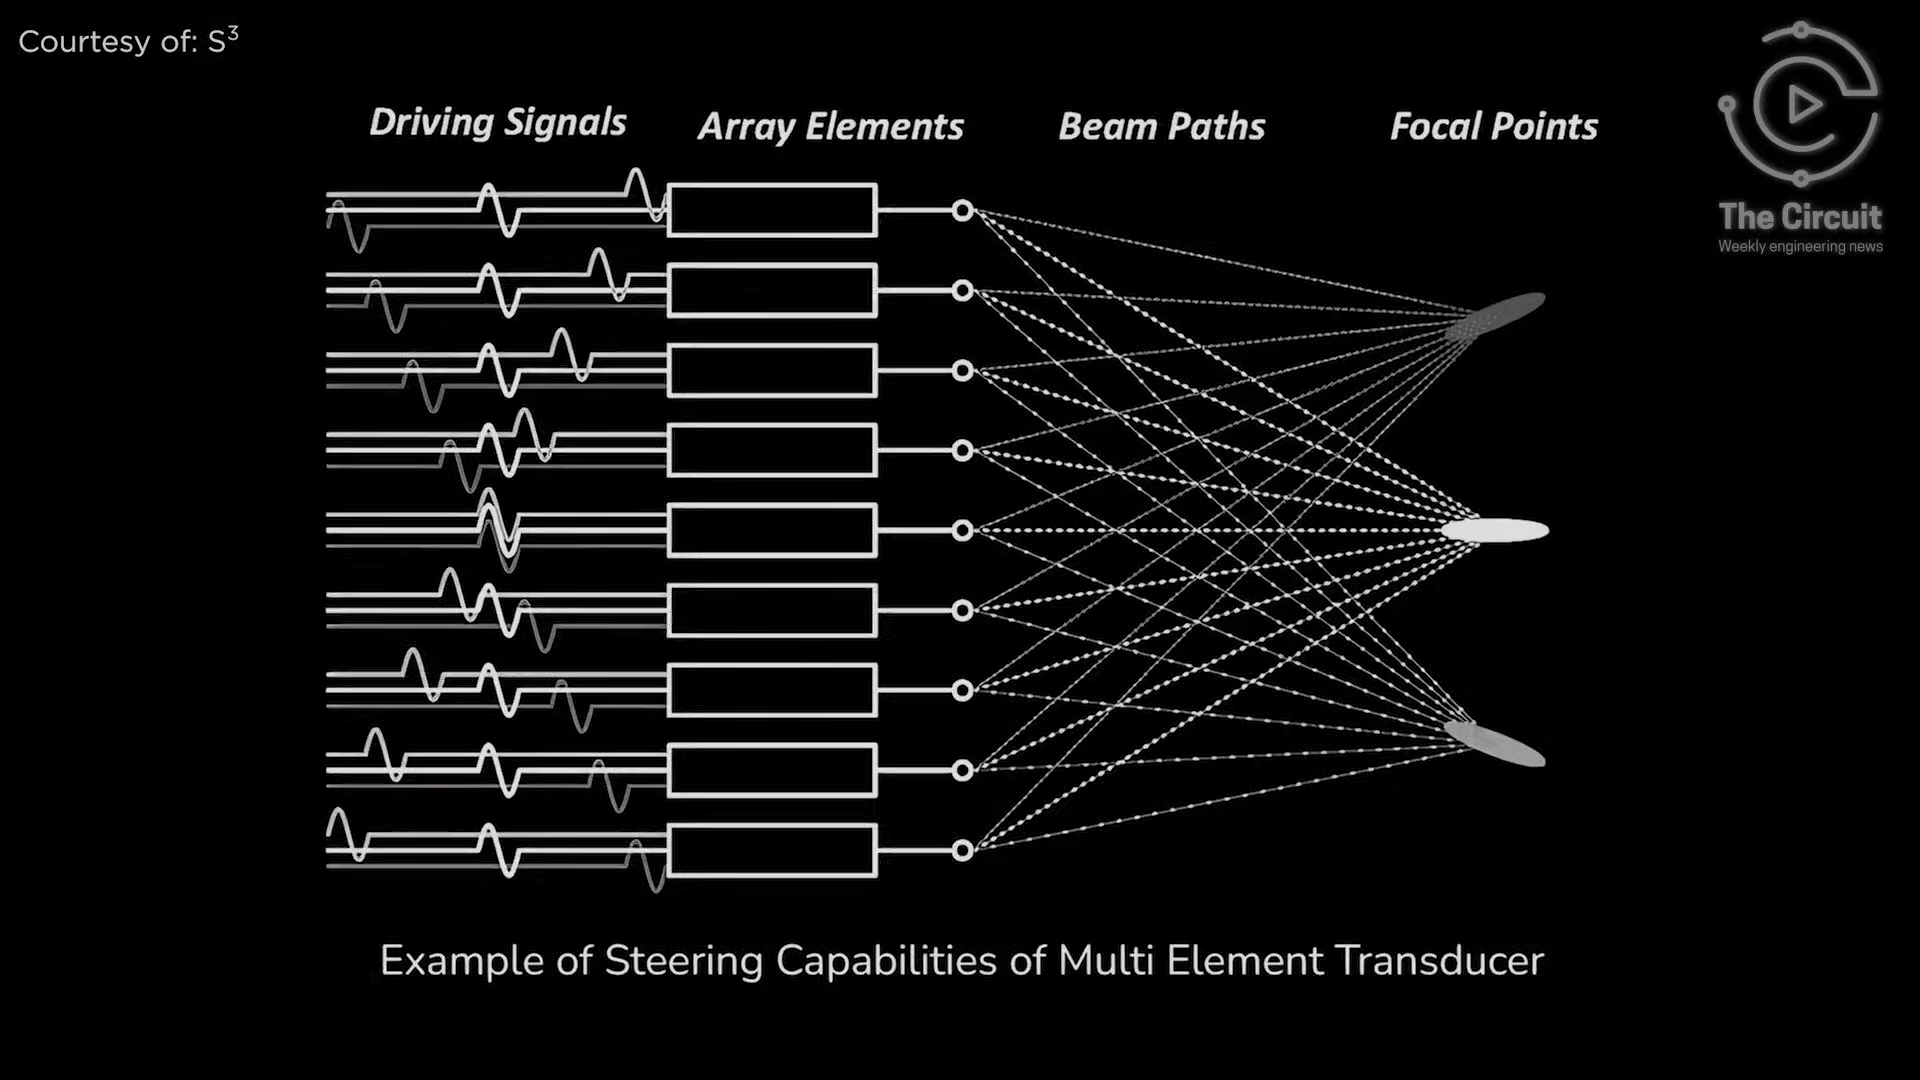 Courtesy of: S³
Driving Signals
Array Elements
Beam Paths
Focal Points
The Circuit
Weekly engineering news
Example of Steering Capabilities of Multi Element Transducer